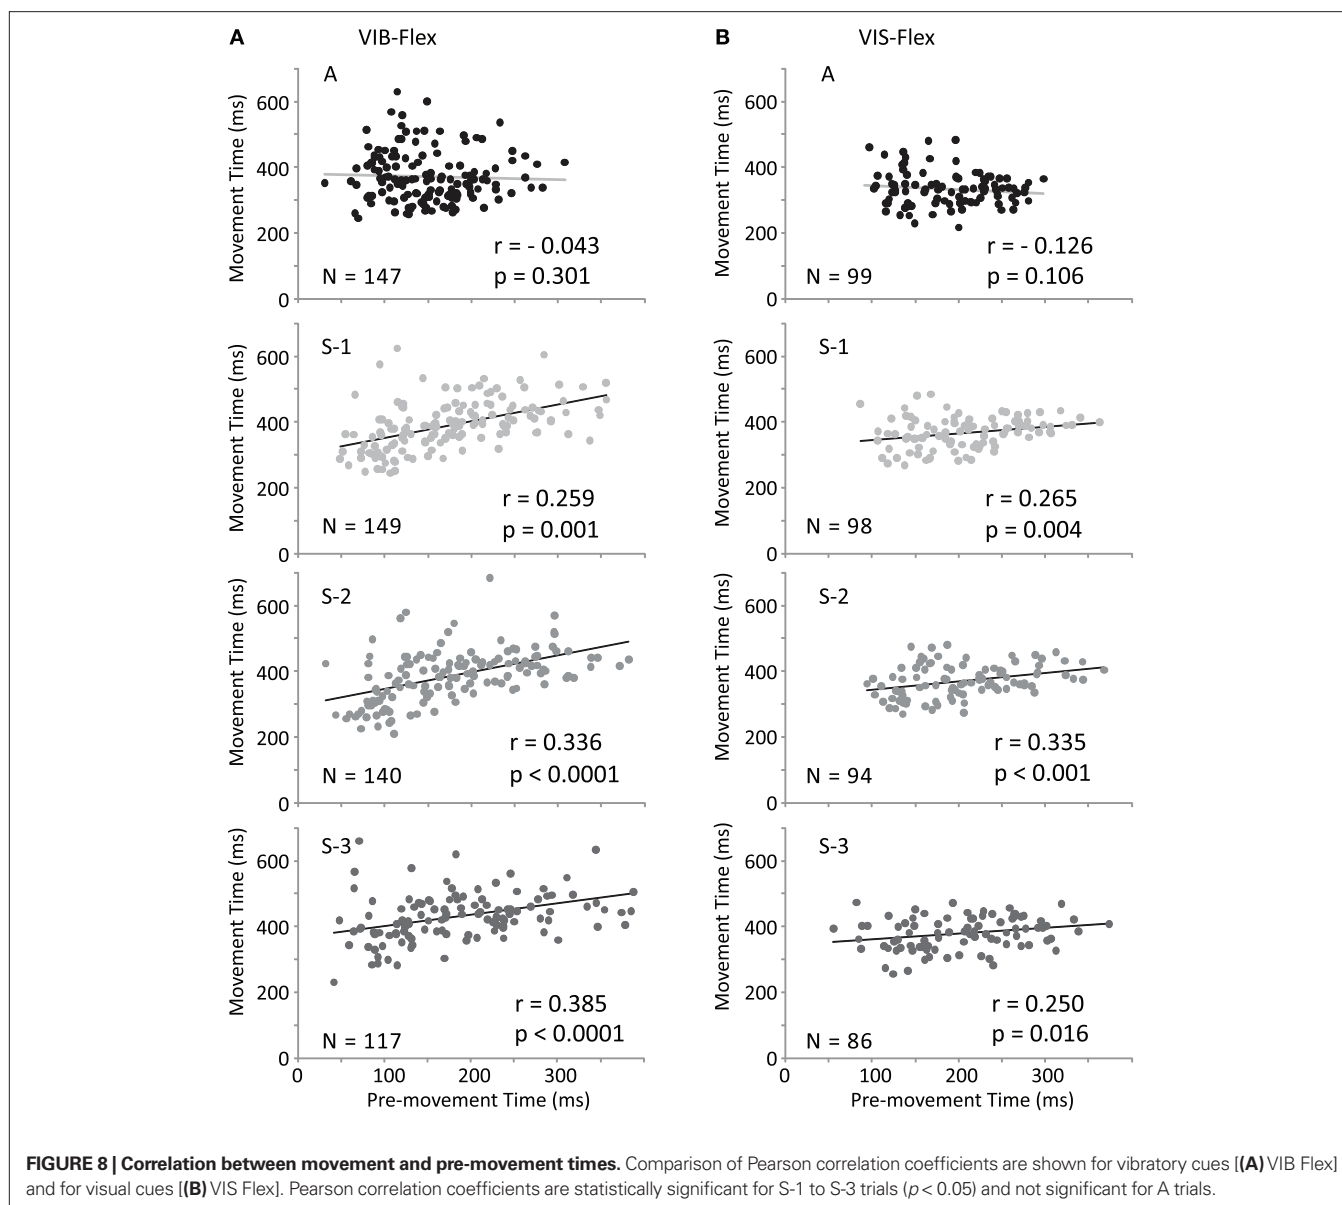 A VIB-Flex
A
Movement Time (ms)
600
400
200
0
r = - 0.043
p = 0.301
N = 147
S-1
Movement Time (ms)
600
400
200
0
r = 0.259
p = 0.001
N = 149
S-2
Movement Time (ms)
600
400
200
0
r = 0.336
p < 0.0001
N = 140
S-3
Movement Time (ms)
600
400
200
0
r = 0.385
p < 0.0001
N = 117
0 100 200 300
Pre-movement Time (ms)
B VIS-Flex
A
Movement Time (ms)
600
400
200
0
r = - 0.126
p = 0.106
N = 99
S-1
Movement Time (ms)
600
400
200
0
r = 0.265
p = 0.004
N = 98
S-2
Movement Time (ms)
600
400
200
0
r = 0.335
p < 0.001
N = 94
S-3
Movement Time (ms)
600
400
200
0
r = 0.250
p = 0.016
N = 86
0 100 200 300
Pre-movement Time (ms)
FIGURE 8 | Correlation between movement and pre-movement times. Comparison of Pearson correlation coefficients are shown for vibratory cues [(A) VIB Flex]
and for visual cues [(B) VIS Flex]. Pearson correlation coefficients are statistically significant for S-1 to S-3 trials (p < 0.05) and not significant for A trials.